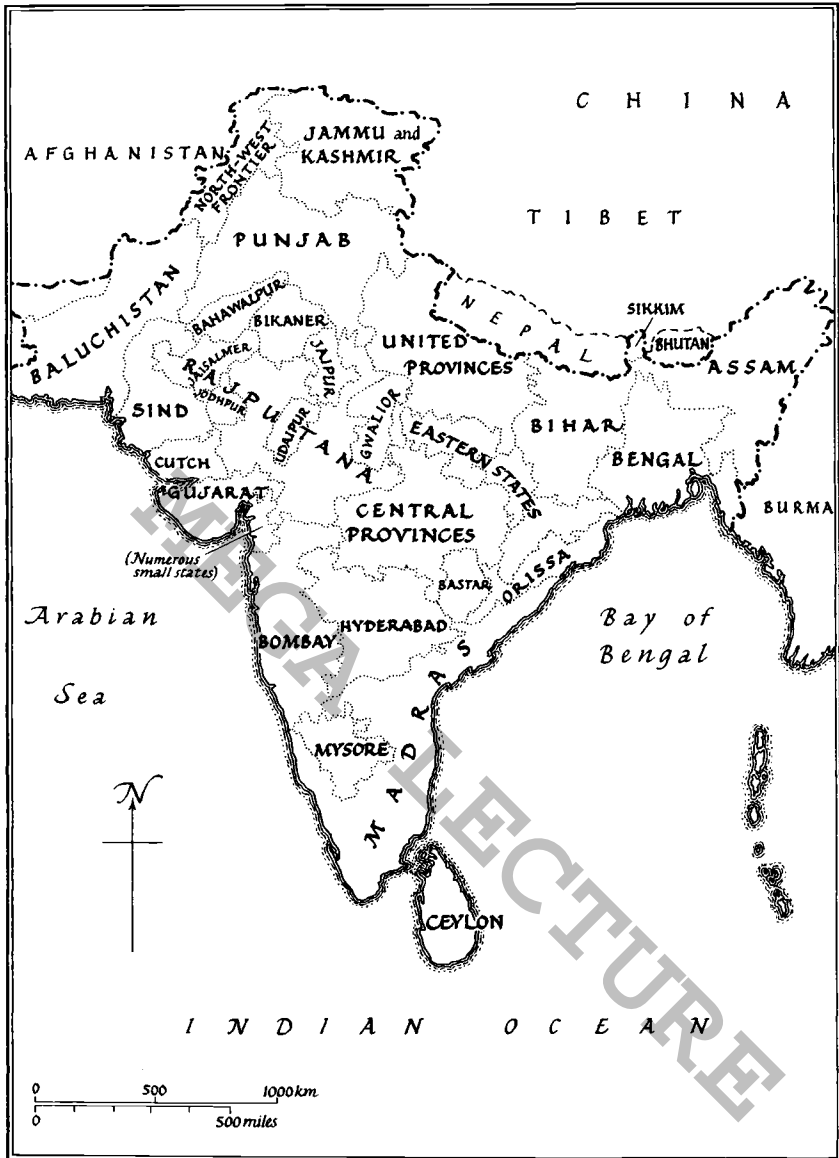 CHINA
AFGHANISTAN
NORTH-WEST
FRONTIER
JAMMU and
KASHMIR
TIBET
PUNJAB
BALUCHISTAN
BAHAWALPUR
BIKANER
NEPAL
SIKKIM
BHUTAN
ASSAM
UNITED
PROVINCES
JAISALMER
JODHPUR
JAIPUR
RAJPUTANA
SIND
UDAIPUR
GWALIOR
EASTERN STATES
BIHAR
BENGAL
CUTCH
GUJARAT
CENTRAL
PROVINCES
BURMA
(Numerous
small states)
BASTAR
ORISSA
Arabian
Sea
BOMBAY
HYDERABAD
Bay of
Bengal
MYSORE
MADRAS
N
CEYLON
INDIAN OCEAN
0 500 1000km
0 500 miles
MEGA LECTURE